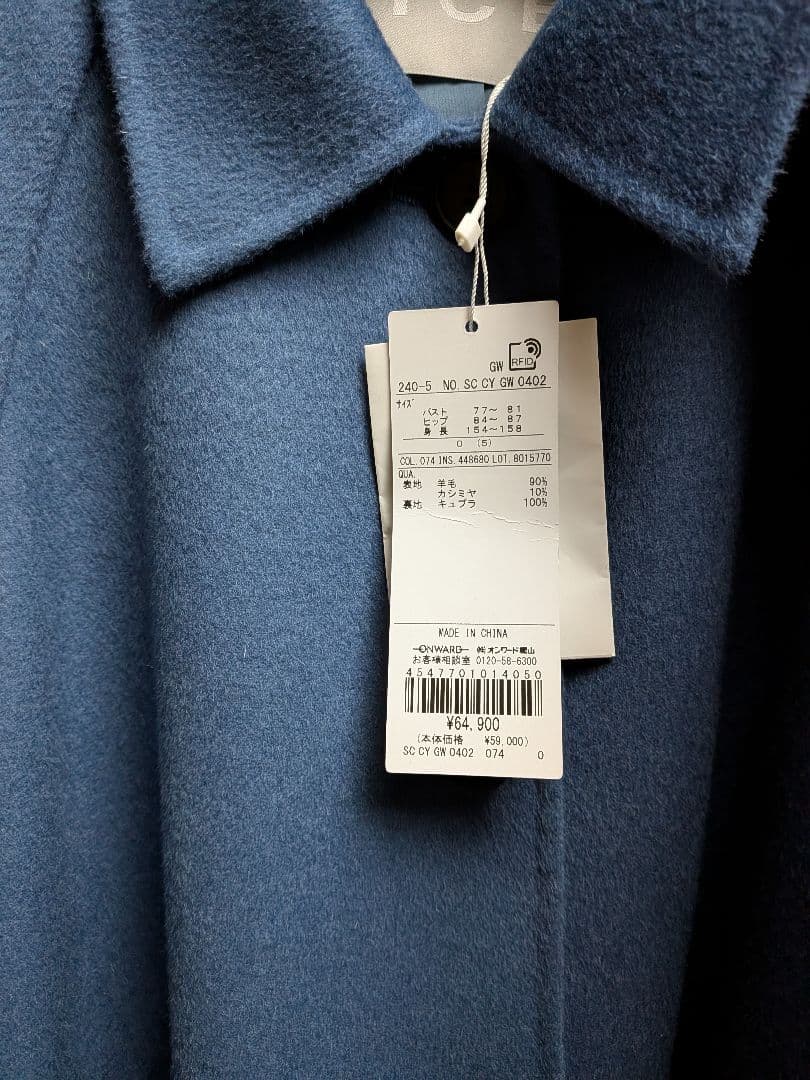 ICB
GW RFID
240-5 NO. SC CY GW 0402
サイズ
バスト 77～ 81
ヒップ 84～ 87
身長 154～158
0 (5)
COL. 074 INS. 448680 LOT. 8015770
QUA.
表地 羊毛 90%
カシミヤ 10%
裏地 キュプラ 100%
MADE IN CHINA
ONWARD ㈱オンワード樫山
お客様相談室 0120-58-6300
4547701014050
¥64,900
(本体価格 ¥59,000)
SC CY GW 0402 074 0